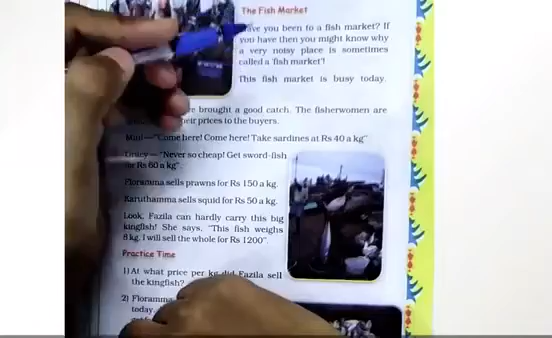 The Fish Market
ave you been to a fish market? If
you have then you might know why
a very noisy place is sometimes
called a 'fish market'!
This fish market is busy today.
brought a good catch. The fisherwomen are
eir prices to the buyers.
Mini — "Come here! Come here! Take sardines at Rs 40 a kg"
"Never so cheap! Get sword-fish
for Rs 60 a kg"
Floramma sells prawns for Rs 150 a kg.
Karuthamma sells squid for Rs 50 a kg.
Look, Fazila can hardly carry this big
kingfish! She says, "This fish weighs
8 kg. I will sell the whole for Rs 1200".
Practice Time
1) At what price per kg did Fazila sell
the kingfish?
2) Floramma
today.